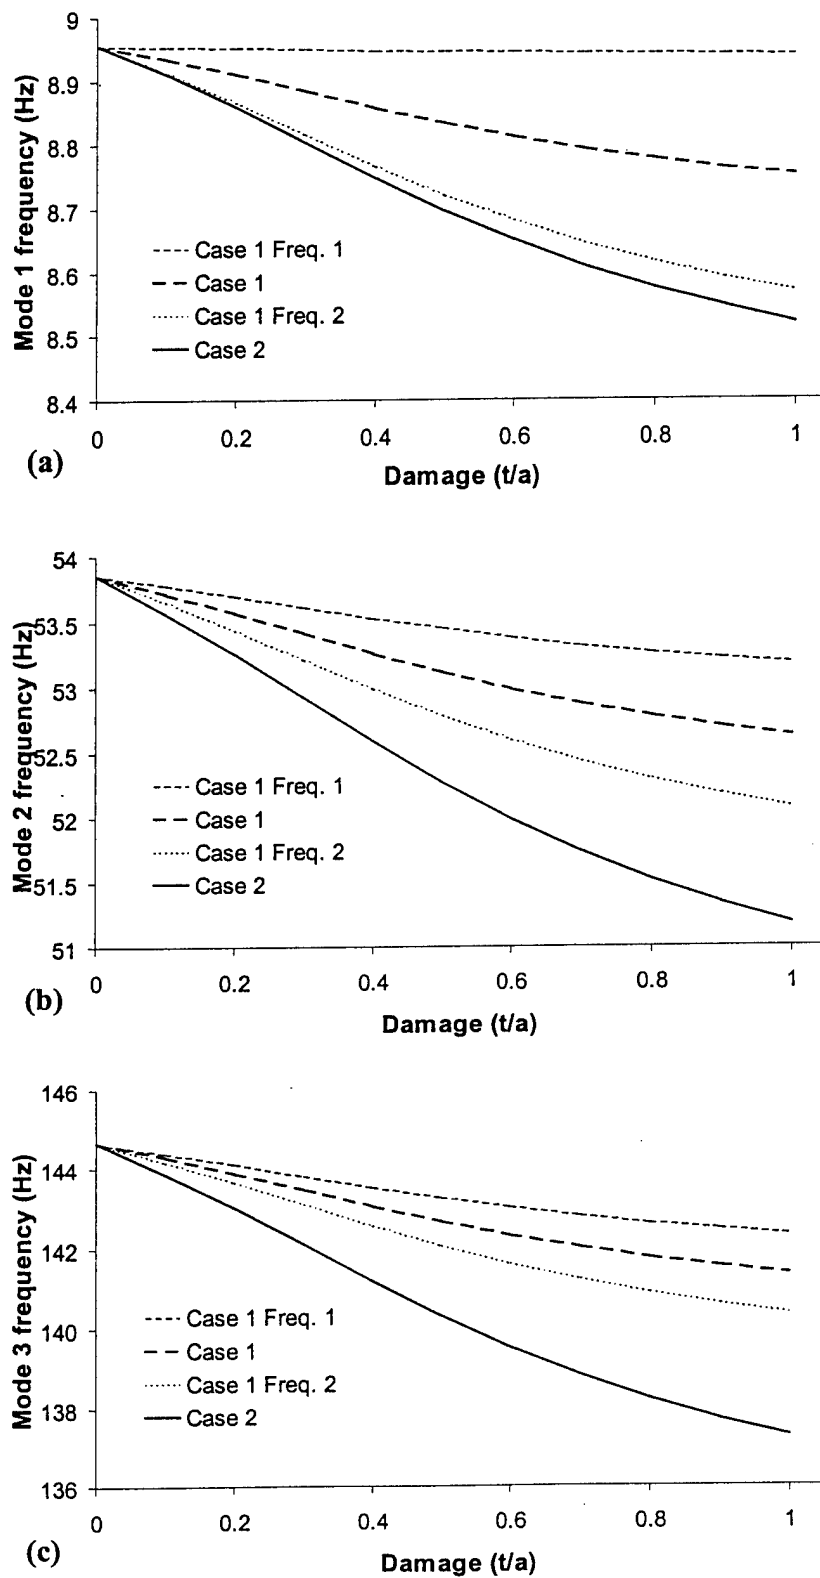 9
8.9
8.8
8.7
8.6
8.5
8.4
Mode 1 frequency (Hz)
Case 1 Freq. 1
Case 1
Case 1 Freq. 2
Case 2
0 0.2 0.4 0.6 0.8 1
(a)
Damage (t/a)
54
53.5
53
52.5
52
51.5
51
Mode 2 frequency (Hz)
Case 1 Freq. 1
Case 1
Case 1 Freq. 2
Case 2
0 0.2 0.4 0.6 0.8 1
(b)
Damage (t/a)
146
144
142
140
138
136
Mode 3 frequency (Hz)
Case 1 Freq. 1
Case 1
Case 1 Freq. 2
Case 2
0 0.2 0.4 0.6 0.8 1
(c)
Damage (t/a)